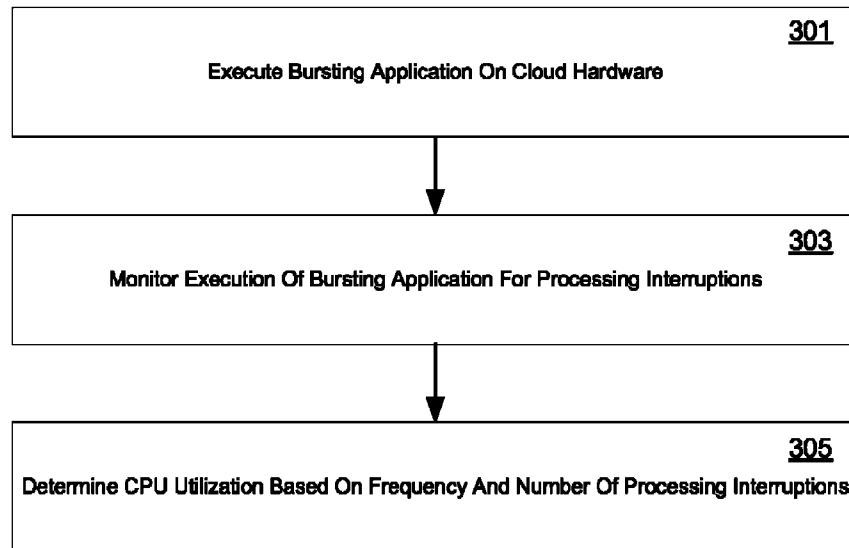 301
Execute Bursting Application On Cloud Hardware
303
Monitor Execution Of Bursting Application For Processing Interruptions
305
Determine CPU Utilization Based On Frequency And Number Of Processing Interruptions